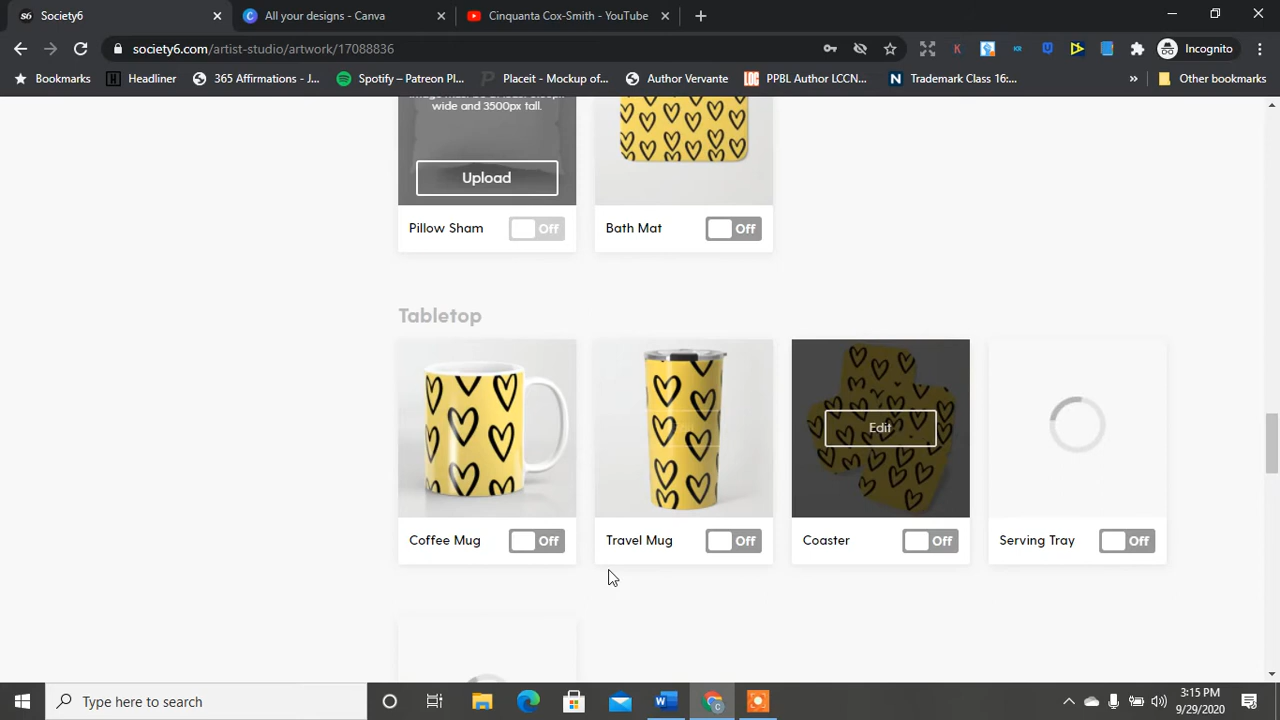 Society6
All your designs - Canva
Cinquanta Cox-Smith - YouTube
society6.com/artist-studio/artwork/17088836
Incognito
Bookmarks
Headliner
365 Affirmations - J...
Spotify – Patreon Pl...
Placeit - Mockup of...
Author Vervante
PPBL Author LCCN...
Trademark Class 16:...
Other bookmarks
wide and 3500px tall.
Upload
Pillow Sham Off
Bath Mat Off
Tabletop
Edit
Coffee Mug Off
Travel Mug Off
Coaster Off
Serving Tray Off
Type here to search
3:15 PM
9/29/2020